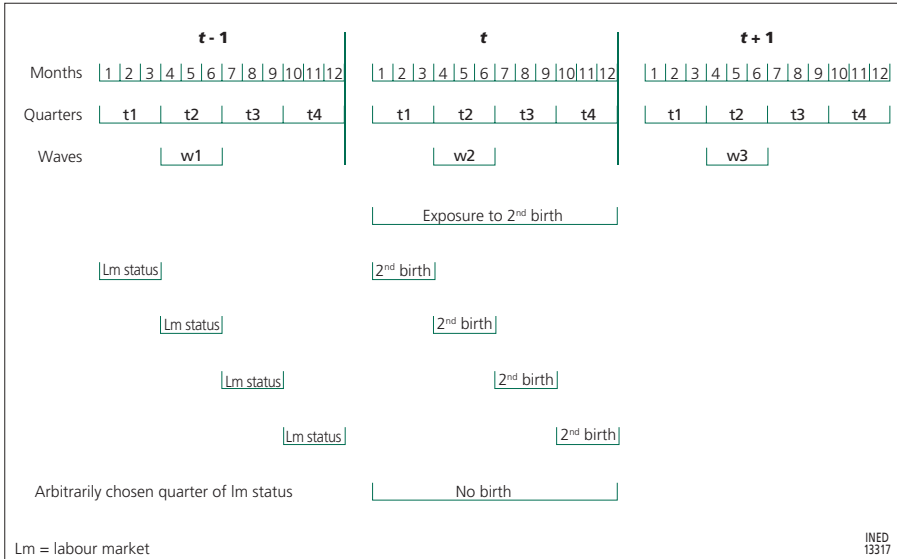 t - 1 t t + 1
Months 1 2 3 4 5 6 7 8 9 10 11 12 1 2 3 4 5 6 7 8 9 10 11 12 1 2 3 4 5 6 7 8 9 10 11 12
Quarters t1 t2 t3 t4 t1 t2 t3 t4 t1 t2 t3 t4
Waves w1 w2 w3
Exposure to 2nd birth
Lm status 2nd birth
Lm status 2nd birth
Lm status 2nd birth
Lm status 2nd birth
Arbitrarily chosen quarter of lm status No birth
Lm = labour market
INED
13317